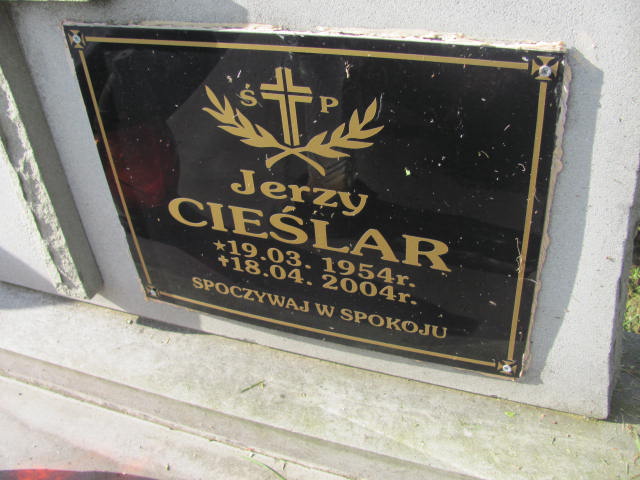 Ś P
Jerzy
CIEŚLAR
★19.03. 1954r.
✝18.04. 2004r.
SPOCZYWAJ W SPOKOJU